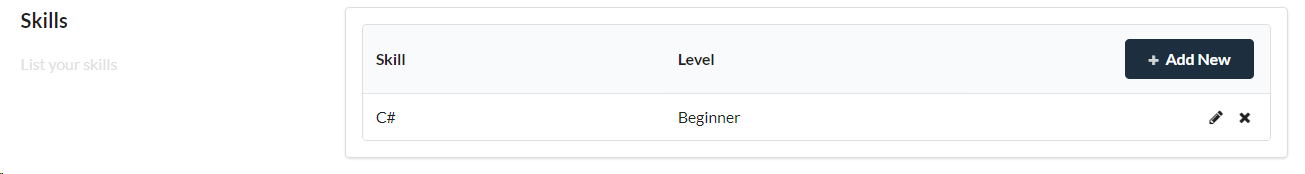 Skills
List your skills
Skill Level + Add New
C# Beginner